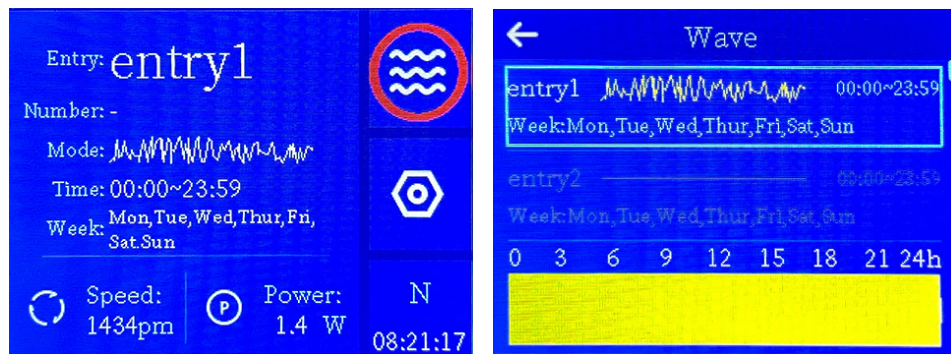 Entry: entry1
Number: -
Mode:
Time: 00:00~23:59
Week: Mon,Tue,Wed,Thur,Fri,
Sat.Sun
Speed:
1434pm
P
Power:
1.4 W
N
08:21:17
Wave
entry1 00:00~23:59
Week:Mon,Tue,Wed,Thur,Fri,Sat,Sun
entry2 00:00~23:59
Week:Mon,Tue,Wed,Thur,Fri,Sat,Sun
0 3 6 9 12 15 18 21 24h